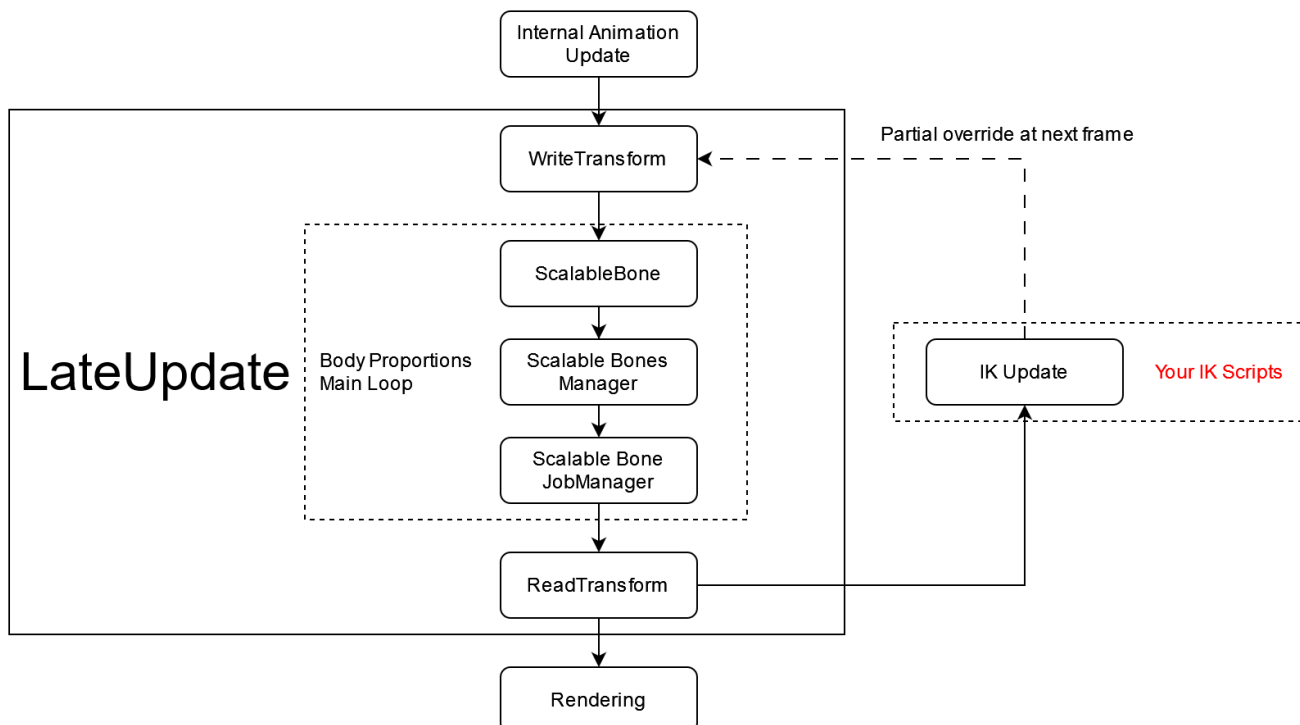 Internal Animation
Update
WriteTransform
Partial override at next frame
ScalableBone
LateUpdate
Body Proportions
Main Loop
Scalable Bones
Manager
IK Update
Your IK Scripts
Scalable Bone
JobManager
ReadTransform
Rendering